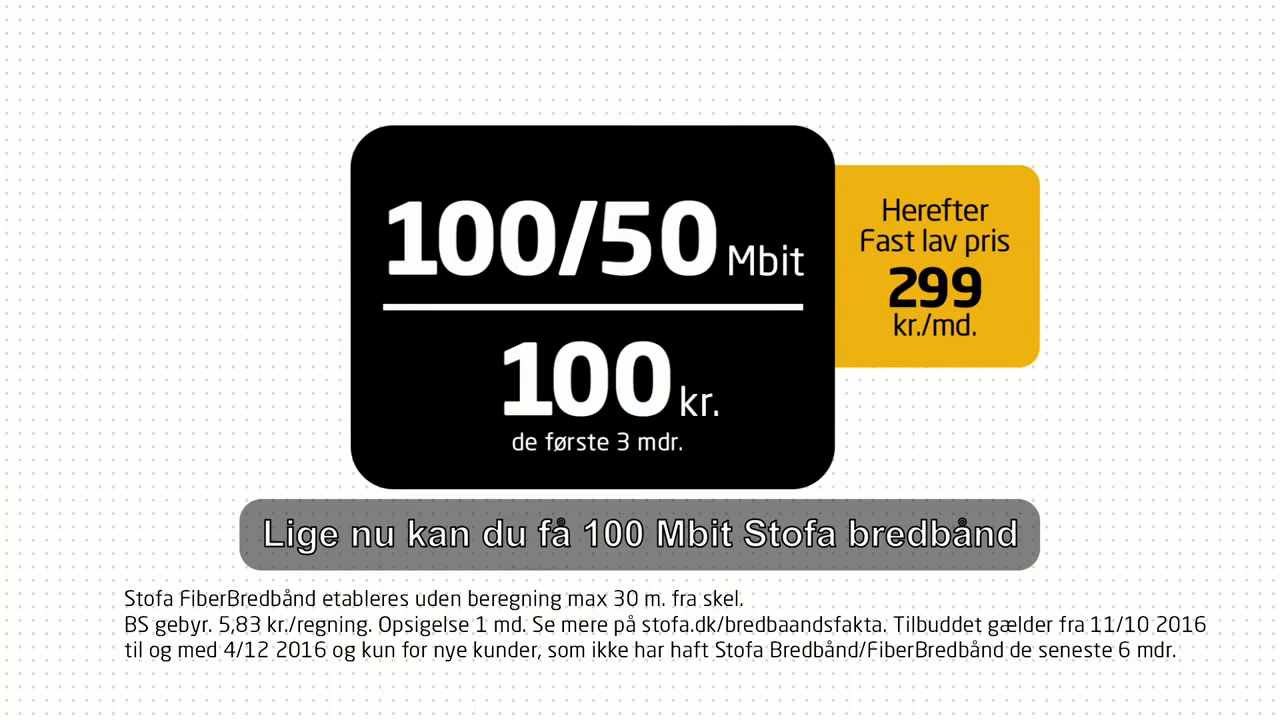 100/50 Mbit
100 kr.
de første 3 mdr.
Herefter
Fast lav pris
299
kr./md.
Lige nu kan du få 100 Mbit Stofa bredbånd
Stofa FiberBredbånd etableres uden beregning max 30 m. fra skel.
BS gebyr. 5,83 kr./regning. Opsigelse 1 md. Se mere på stofa.dk/bredbaandsfakta. Tilbuddet gælder fra 11/10 2016
til og med 4/12 2016 og kun for nye kunder, som ikke har haft Stofa Bredbånd/FiberBredbånd de seneste 6 mdr.